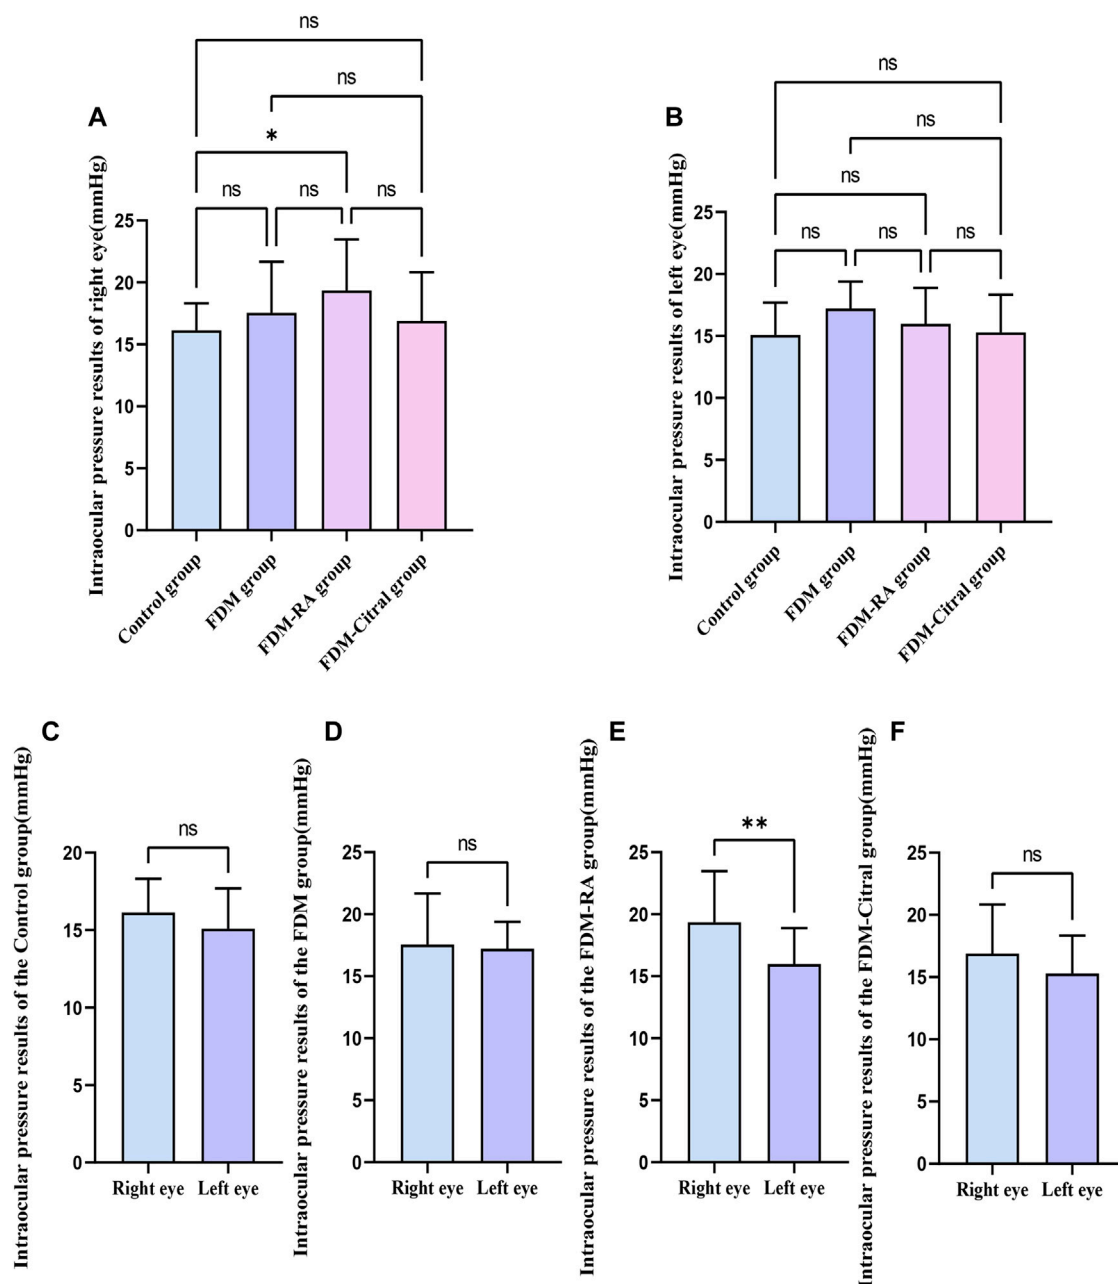 A
Intraocular pressure results of right eye(mmHg)
ns
ns
*
ns
ns
ns
25
20
15
10
5
0
Control group
FDM group
FDM-RA group
FDM-Citral group
B
Intraocular pressure results of left eye(mmHg)
ns
ns
ns
ns
ns
ns
25
20
15
10
5
0
Control group
FDM group
FDM-RA group
FDM-Citral group
C
Intraocular pressure results of the Control group(mmHg)
ns
20
15
10
5
0
Right eye
Left eye
D
Intraocular pressure results of the FDM group(mmHg)
ns
25
20
15
10
5
0
Right eye
Left eye
E
Intraocular pressure results of the FDM-RA group(mmHg)
**
25
20
15
10
5
0
Right eye
Left eye
F
Intraocular pressure results of the FDM-Citral group(mmHg)
ns
25
20
15
10
5
0
Right eye
Left eye